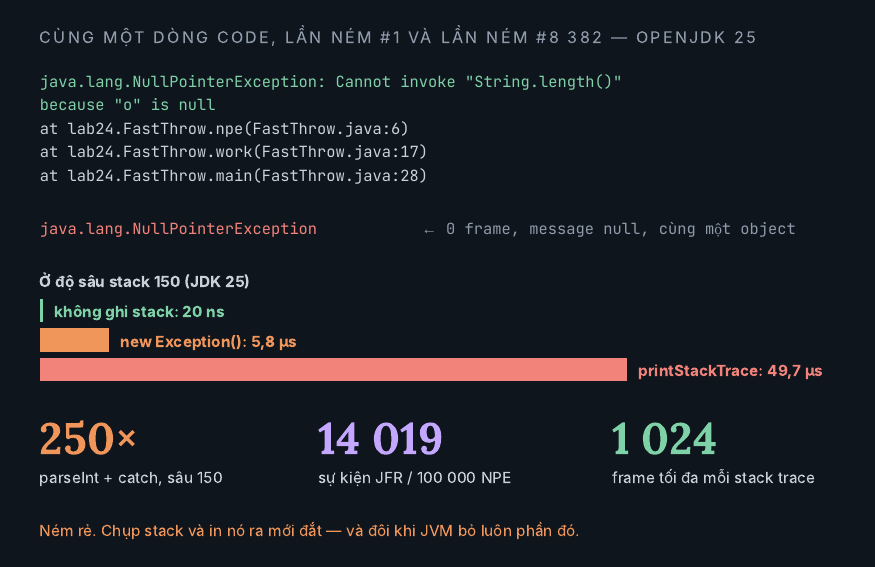 CÙNG MỘT DÒNG CODE, LẦN NÉM #1 VÀ LẦN NÉM #8 382 — OPENJDK 25
java.lang.NullPointerException: Cannot invoke "String.length()"
because "o" is null
at lab24.FastThrow.npe(FastThrow.java:6)
at lab24.FastThrow.work(FastThrow.java:17)
at lab24.FastThrow.main(FastThrow.java:28)
java.lang.NullPointerException ← 0 frame, message null, cùng một object
Ở độ sâu stack 150 (JDK 25)
không ghi stack: 20 ns
new Exception(): 5,8 µs
printStackTrace: 49,7 µs
250× 14 019 1 024
parseInt + catch, sâu 150 sự kiện JFR / 100 000 NPE frame tối đa mỗi stack trace
Ném rẻ. Chụp stack và in nó ra mới đắt — và đôi khi JVM bỏ luôn phần đó.